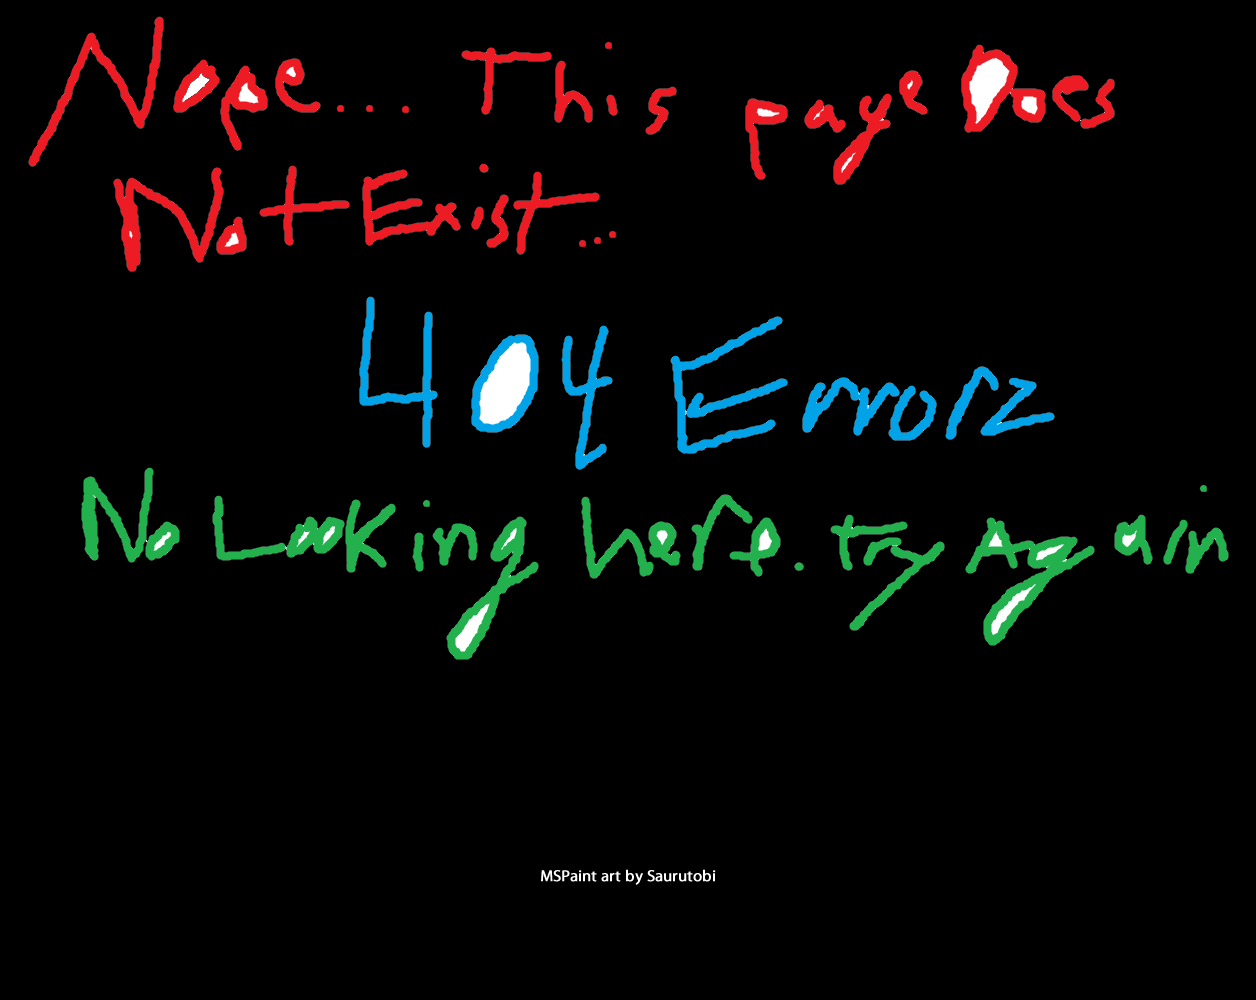 Nope... This page Does
Not Exist...
404 Errorz
No Looking here. try Again
MSPaint art by Saurutobi